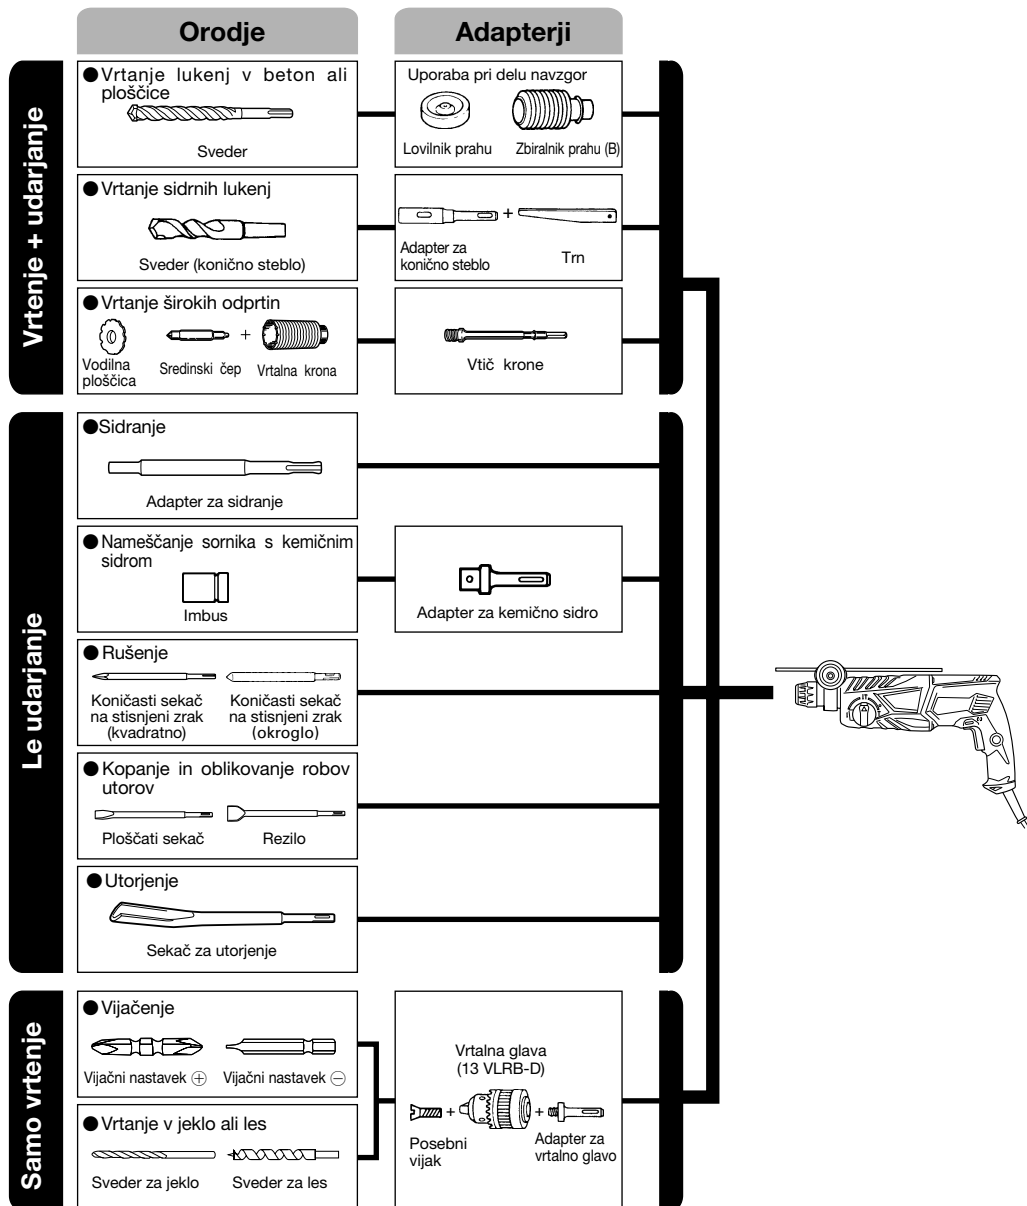 Orodje
Adapterji
Vrtenje + udarjanje
● Vrtanje lukenj v beton ali
ploščice
Sveder
Uporaba pri delu navzgor
Lovilnik prahu
Zbiralnik prahu (B)
● Vrtanje sidrnih lukenj
Sveder (konično steblo)
+
Adapter za
konično steblo
Trn
● Vrtanje širokih odprtin
+
Vodilna
ploščica
Sredinski čep
Vrtalna krona
Vtič krone
Le udarjanje
●Sidranje
Adapter za sidranje
● Nameščanje sornika s kemičnim
sidrom
Imbus
Adapter za kemično sidro
● Rušenje
Koničasti sekač
na stisnjeni zrak
(kvadratno)
Koničasti sekač
na stisnjeni zrak
(okroglo)
● Kopanje in oblikovanje robov
utorov
Ploščati sekač
Rezilo
● Utorjenje
Sekač za utorjenje
Samo vrtenje
● Vijačenje
Vijačni nastavek ⊕
Vijačni nastavek ⊖
● Vrtanje v jeklo ali les
Sveder za jeklo
Sveder za les
Vrtalna glava
(13 VLRB-D)
+ +
Posebni
vijak
Adapter za
vrtalno glavo